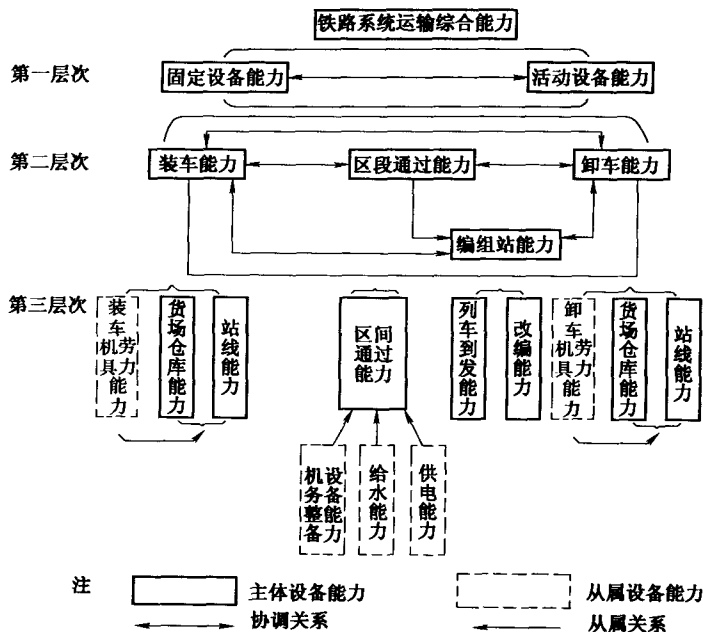 铁路系统运输综合能力
第一层次
固定设备能力
活动设备能力
第二层次
装车能力
区段通过能力
卸车能力
编组站能力
第三层次
装车机具劳力能力
货场仓库能力
站线能力
区间通过能力
列车到发能力
改编能力
卸车机具劳力能力
货场仓库能力
站线能力
机务整备设备能力
给水能力
供电能力
注
主体设备能力
从属设备能力
协调关系
从属关系